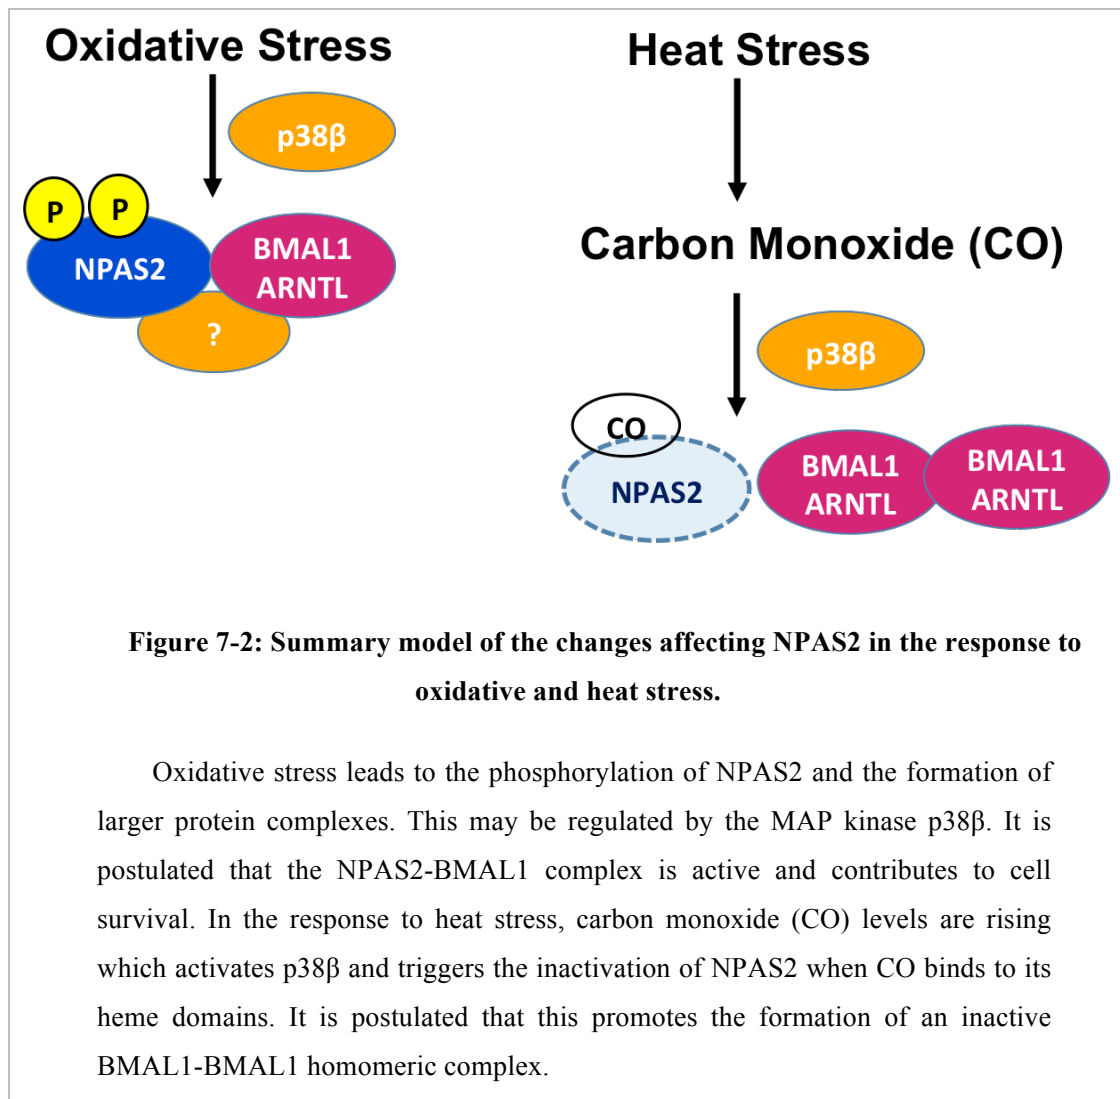 Oxidative Stress
p38β
P
P
NPAS2
BMAL1
ARNTL
?
Heat Stress
Carbon Monoxide (CO)
p38β
CO
NPAS2
BMAL1
ARNTL
BMAL1
ARNTL
Figure 7-2: Summary model of the changes affecting NPAS2 in the response to
oxidative and heat stress.
Oxidative stress leads to the phosphorylation of NPAS2 and the formation of
larger protein complexes. This may be regulated by the MAP kinase p38β. It is
postulated that the NPAS2-BMAL1 complex is active and contributes to cell
survival. In the response to heat stress, carbon monoxide (CO) levels are rising
which activates p38β and triggers the inactivation of NPAS2 when CO binds to its
heme domains. It is postulated that this promotes the formation of an inactive
BMAL1-BMAL1 homomeric complex.